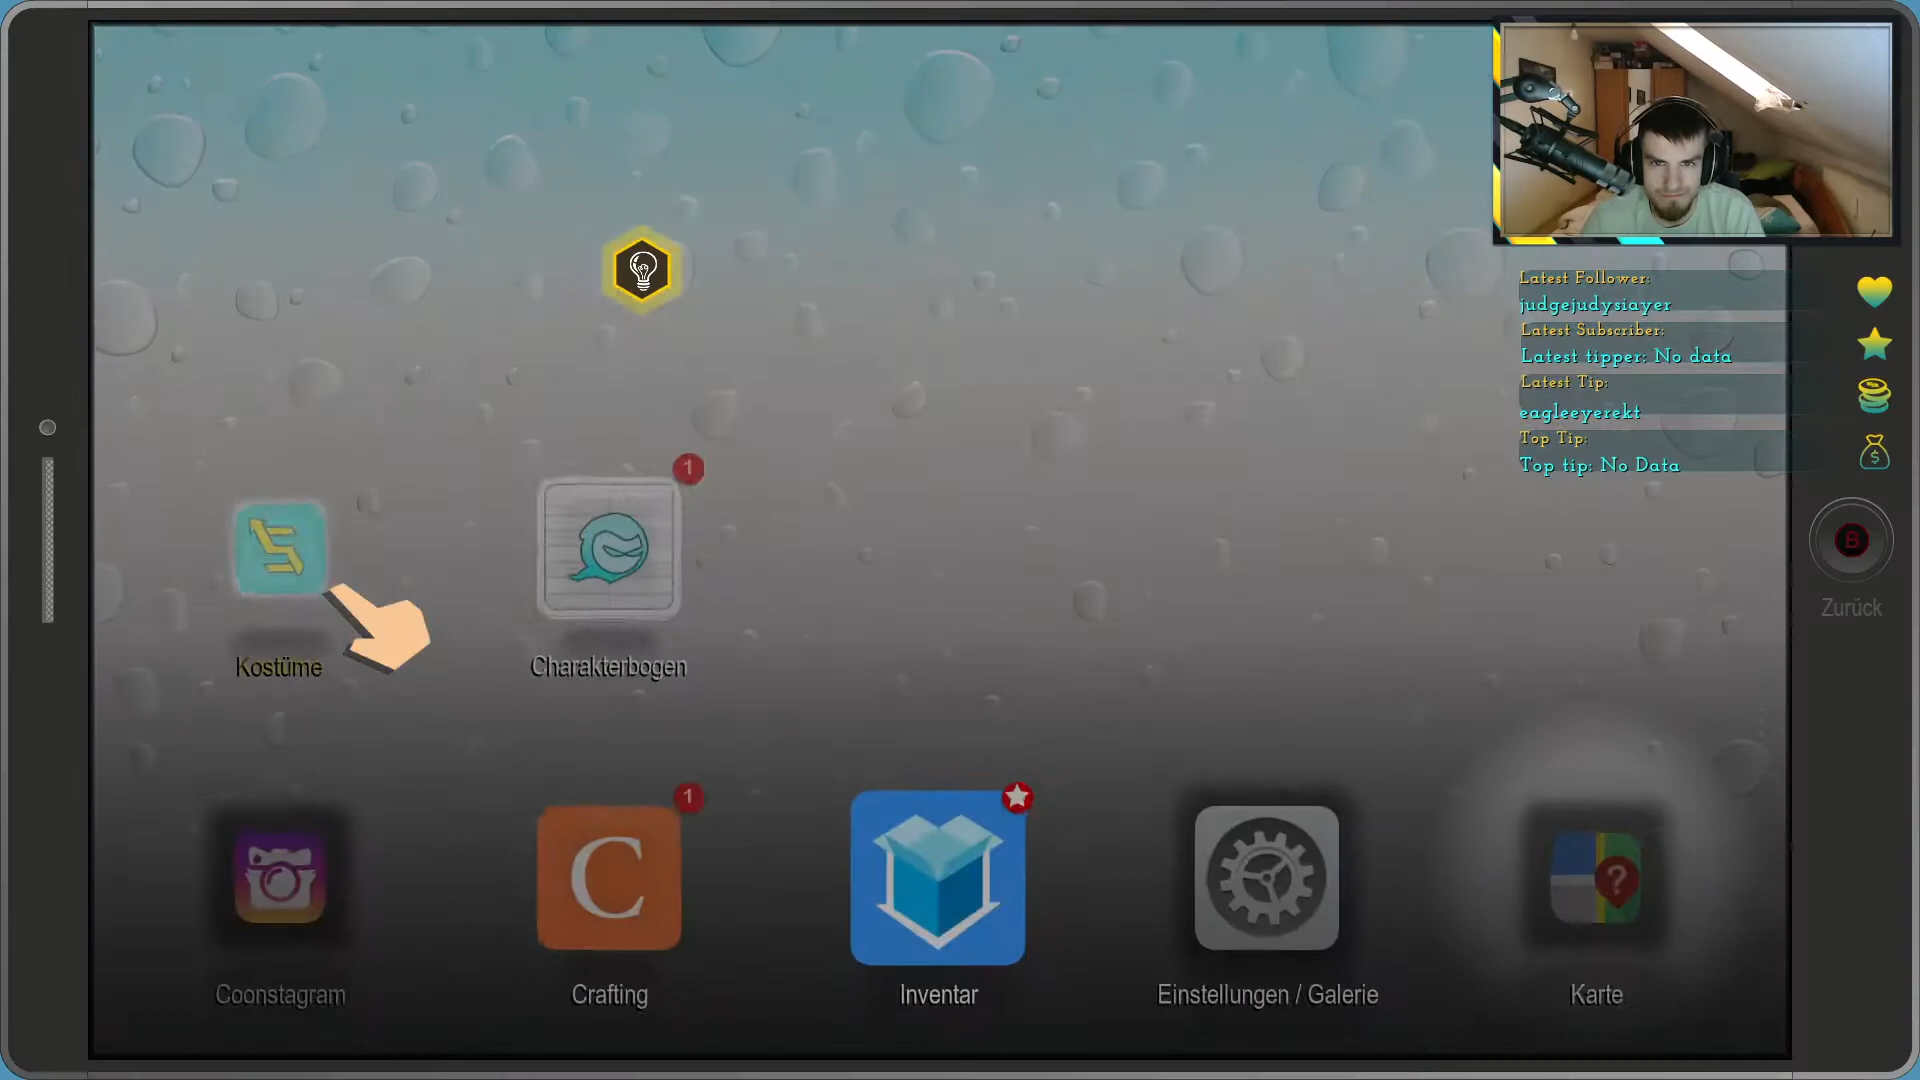 Latest Follower:
judgejudysiayer
Latest Subscriber:
Latest tipper: No data
Latest Tip:
eagleeyerekt
Top Tip:
Top tip: No Data
1
B
Zurück
Kostüme
Charakterbogen
1
C
?
Coonstagram
Crafting
Inventar
Einstellungen / Galerie
Karte